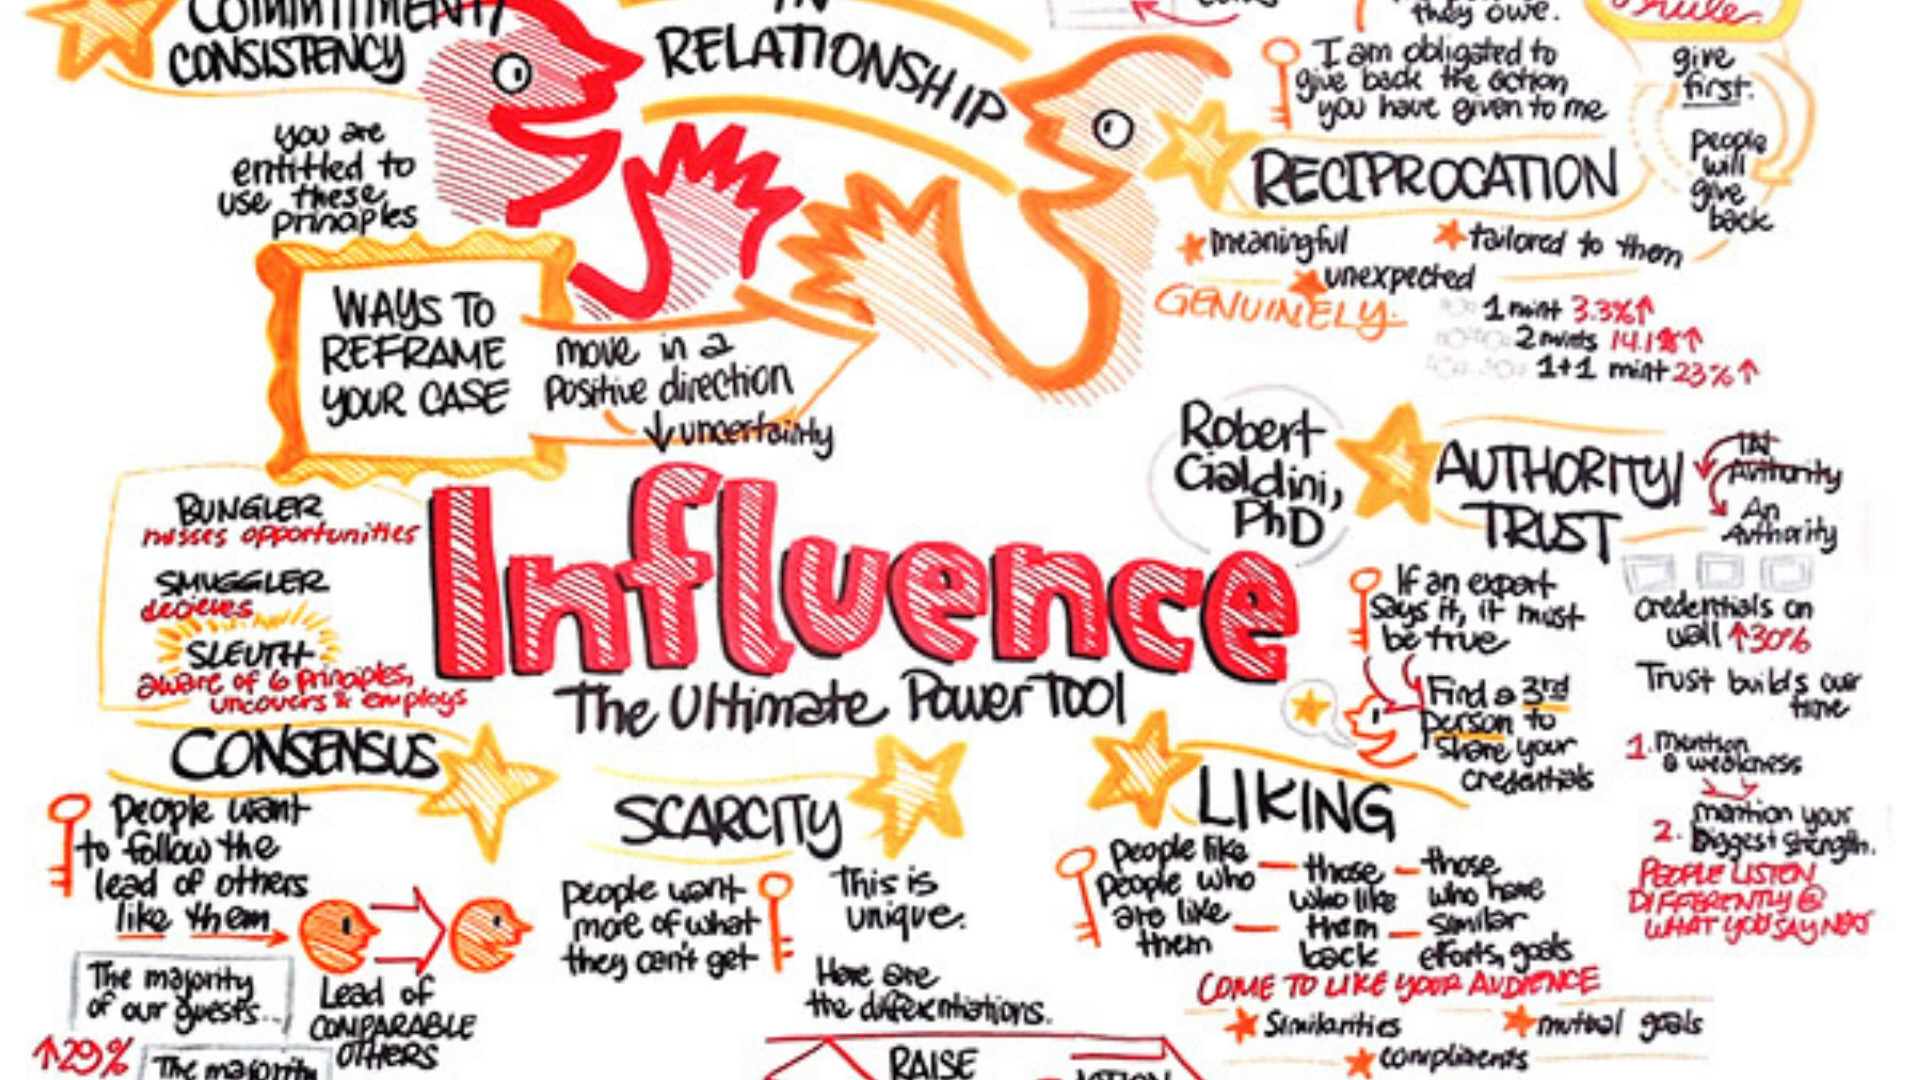 COMMITMENT/
CONSISTENCY
you are
entitled to
use these
principles
IN
RELATIONSHIP
they owe.
I am obligated to
give back the action
you have given to me
rule
give
first.
people
will
give
back
RECIPROCATION
meaningful
tailored to them
unexpected
GENUINELY.
1 mint 3.3%↑
2 mints 14.1%↑
1+1 mint 23%↑
WAYS TO
REFRAME
YOUR CASE
move in a
positive direction
↓uncertainty
BUNGLER
misses opportunities
SMUGGLER
decieves
SLEUTH
aware of 6 principles,
uncovers & employs
Influence
The Ultimate Power Tool
Robert
Cialdini,
PhD
AUTHORITY/
TRUST
IN
Authority
An
Authority
If an expert
says it, it must
be true
Find a 3rd
person to
share your
credentials
credentials on
wall ↑30%
Trust builds over
time
1. mention
a weakness
2. mention your
biggest strength.
PEOPLE LISTEN
DIFFERENTLY @
WHAT YOU SAY NEXT
CONSENSUS
People want
to follow the
lead of others
like them
The majority
of our guests...
↑29%
The majority
Lead of
COMPARABLE
OTHERS
SCARCITY
people want
more of what
they can't get
This is
unique.
Here are
the differentiations.
RAISE
LIKING
people like
people who
are like
them
those
who like
them
back
those
who have
similar
efforts, goals
COME TO LIKE YOUR AUDIENCE
similarities
mutual goals
compliments